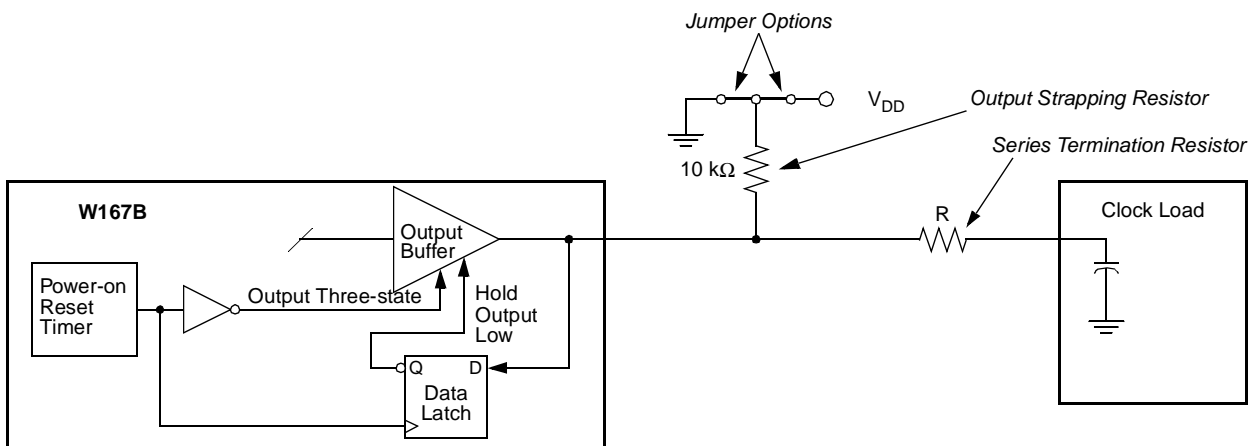 Jumper Options
V_DD
Output Strapping Resistor
Series Termination Resistor
10 kΩ
W167B
R
Clock Load
Output
Buffer
Power-on
Reset
Timer
Output Three-state
Hold
Output
Low
Q D
Data
Latch